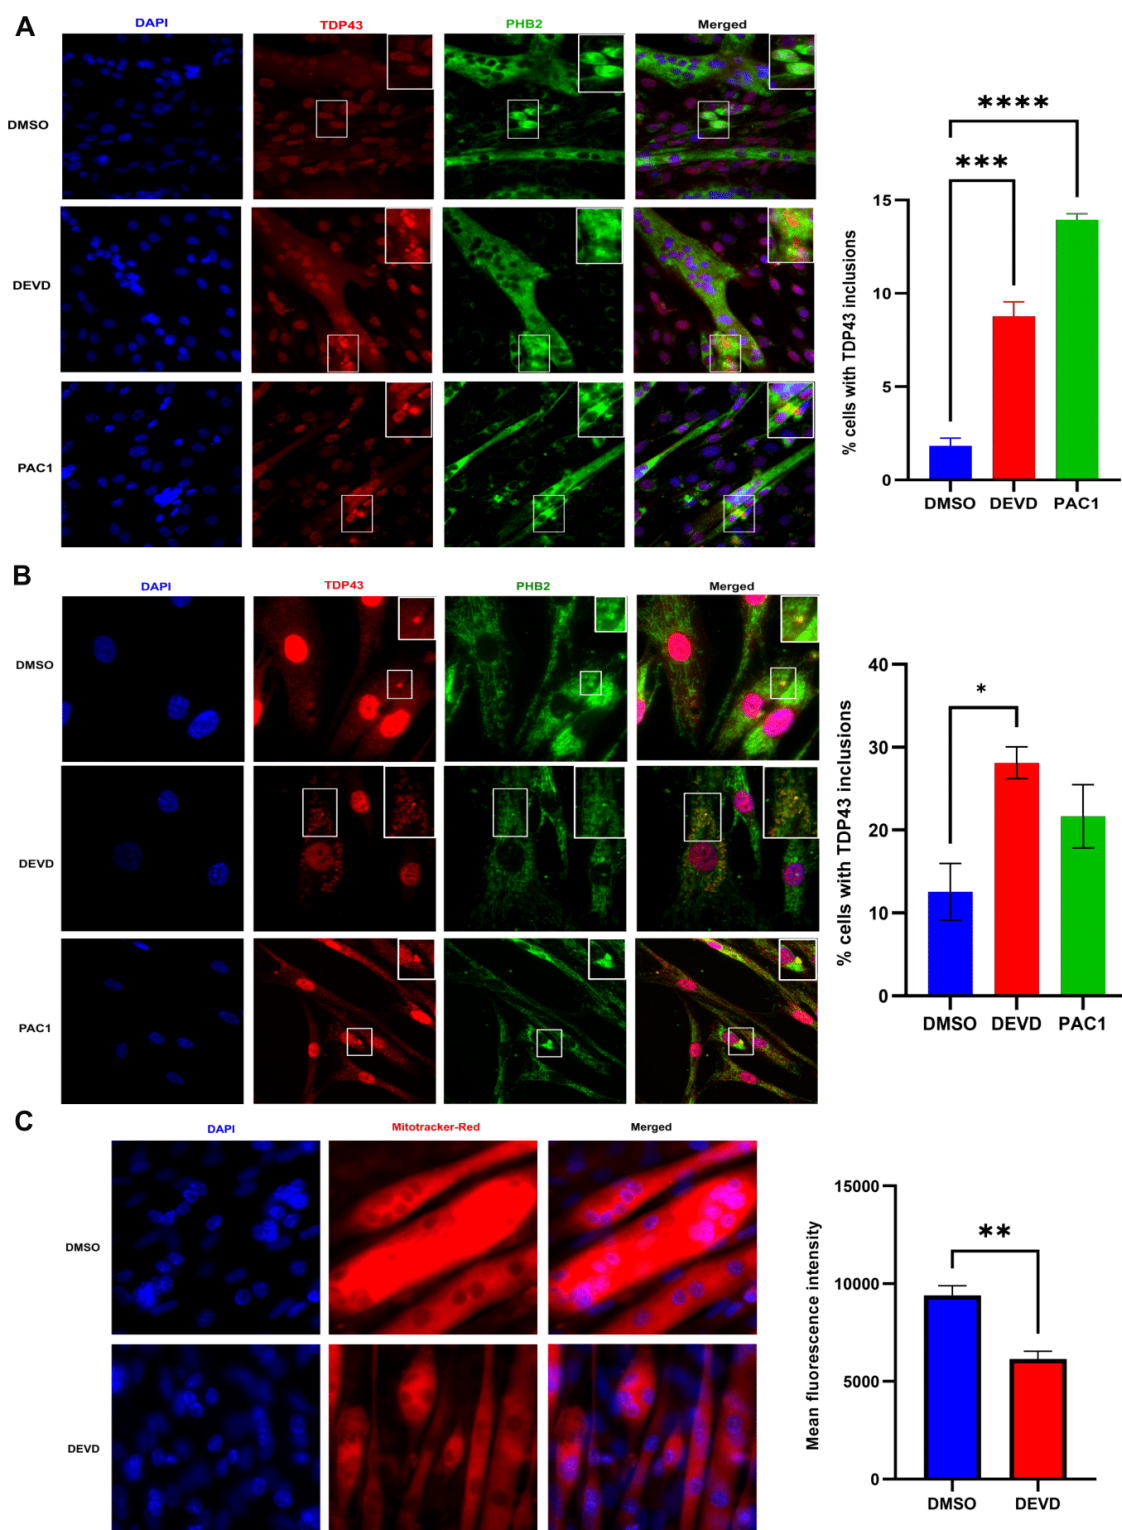 A
DAPI TDP43 PHB2 Merged
DMSO
DEVD
PAC1
****
***
% cells with TDP43 inclusions
15
10
5
0
DMSO DEVD PAC1
B
DAPI TDP43 PHB2 Merged
DMSO
DEVD
PAC1
*
% cells with TDP43 inclusions
40
30
20
10
0
DMSO DEVD PAC1
C
DAPI Mitotracker-Red Merged
DMSO
DEVD
**
Mean fluorescence intensity
15000
10000
5000
0
DMSO DEVD